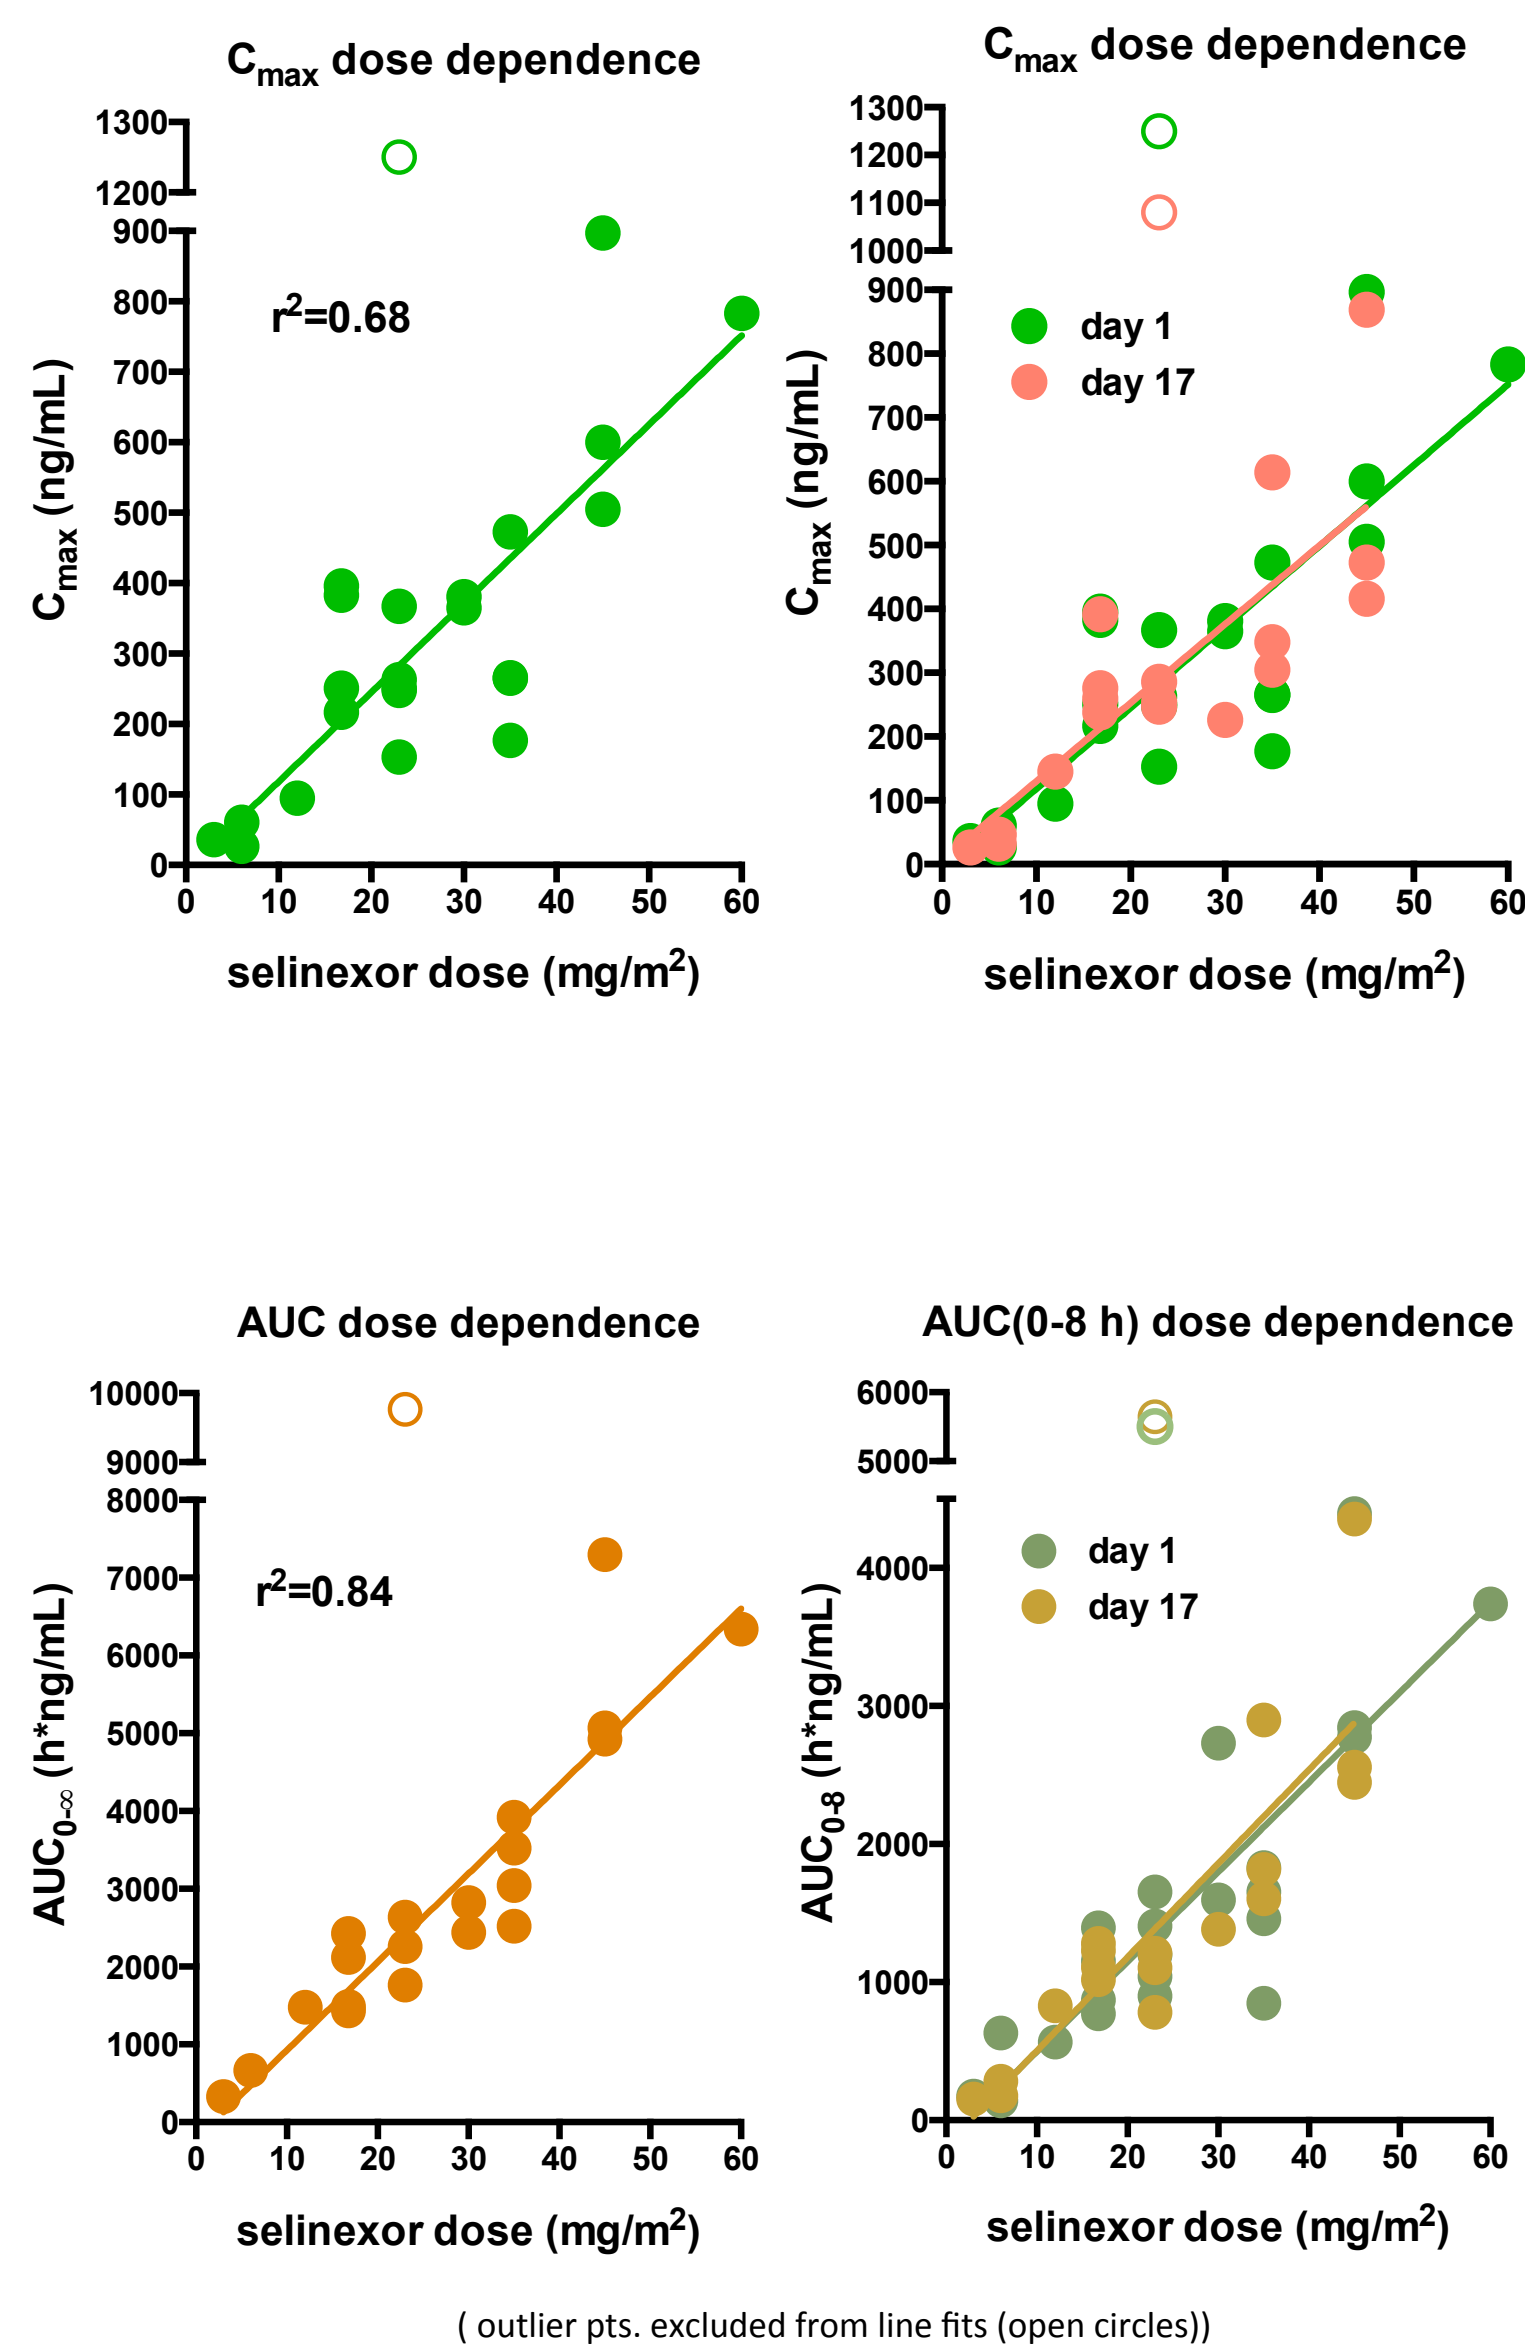 Cmax dose dependence
1300
1200
900
800
700
600
500
400
300
200
100
0
r2=0.68
Cmax (ng/mL)
0 10 20 30 40 50 60
selinexor dose (mg/m2)
Cmax dose dependence
1300
1200
1100
1000
900
800
700
600
500
400
300
200
100
0
day 1
day 17
Cmax (ng/mL)
0 10 20 30 40 50 60
selinexor dose (mg/m2)
AUC dose dependence
10000
9000
8000
7000
6000
5000
4000
3000
2000
1000
0
r2=0.84
AUC0-∞ (h*ng/mL)
0 10 20 30 40 50 60
selinexor dose (mg/m2)
AUC(0-8 h) dose dependence
6000
5000
4000
3000
2000
1000
0
day 1
day 17
AUC0-8 (h*ng/mL)
0 10 20 30 40 50 60
selinexor dose (mg/m2)
( outlier pts. excluded from line fits (open circles))